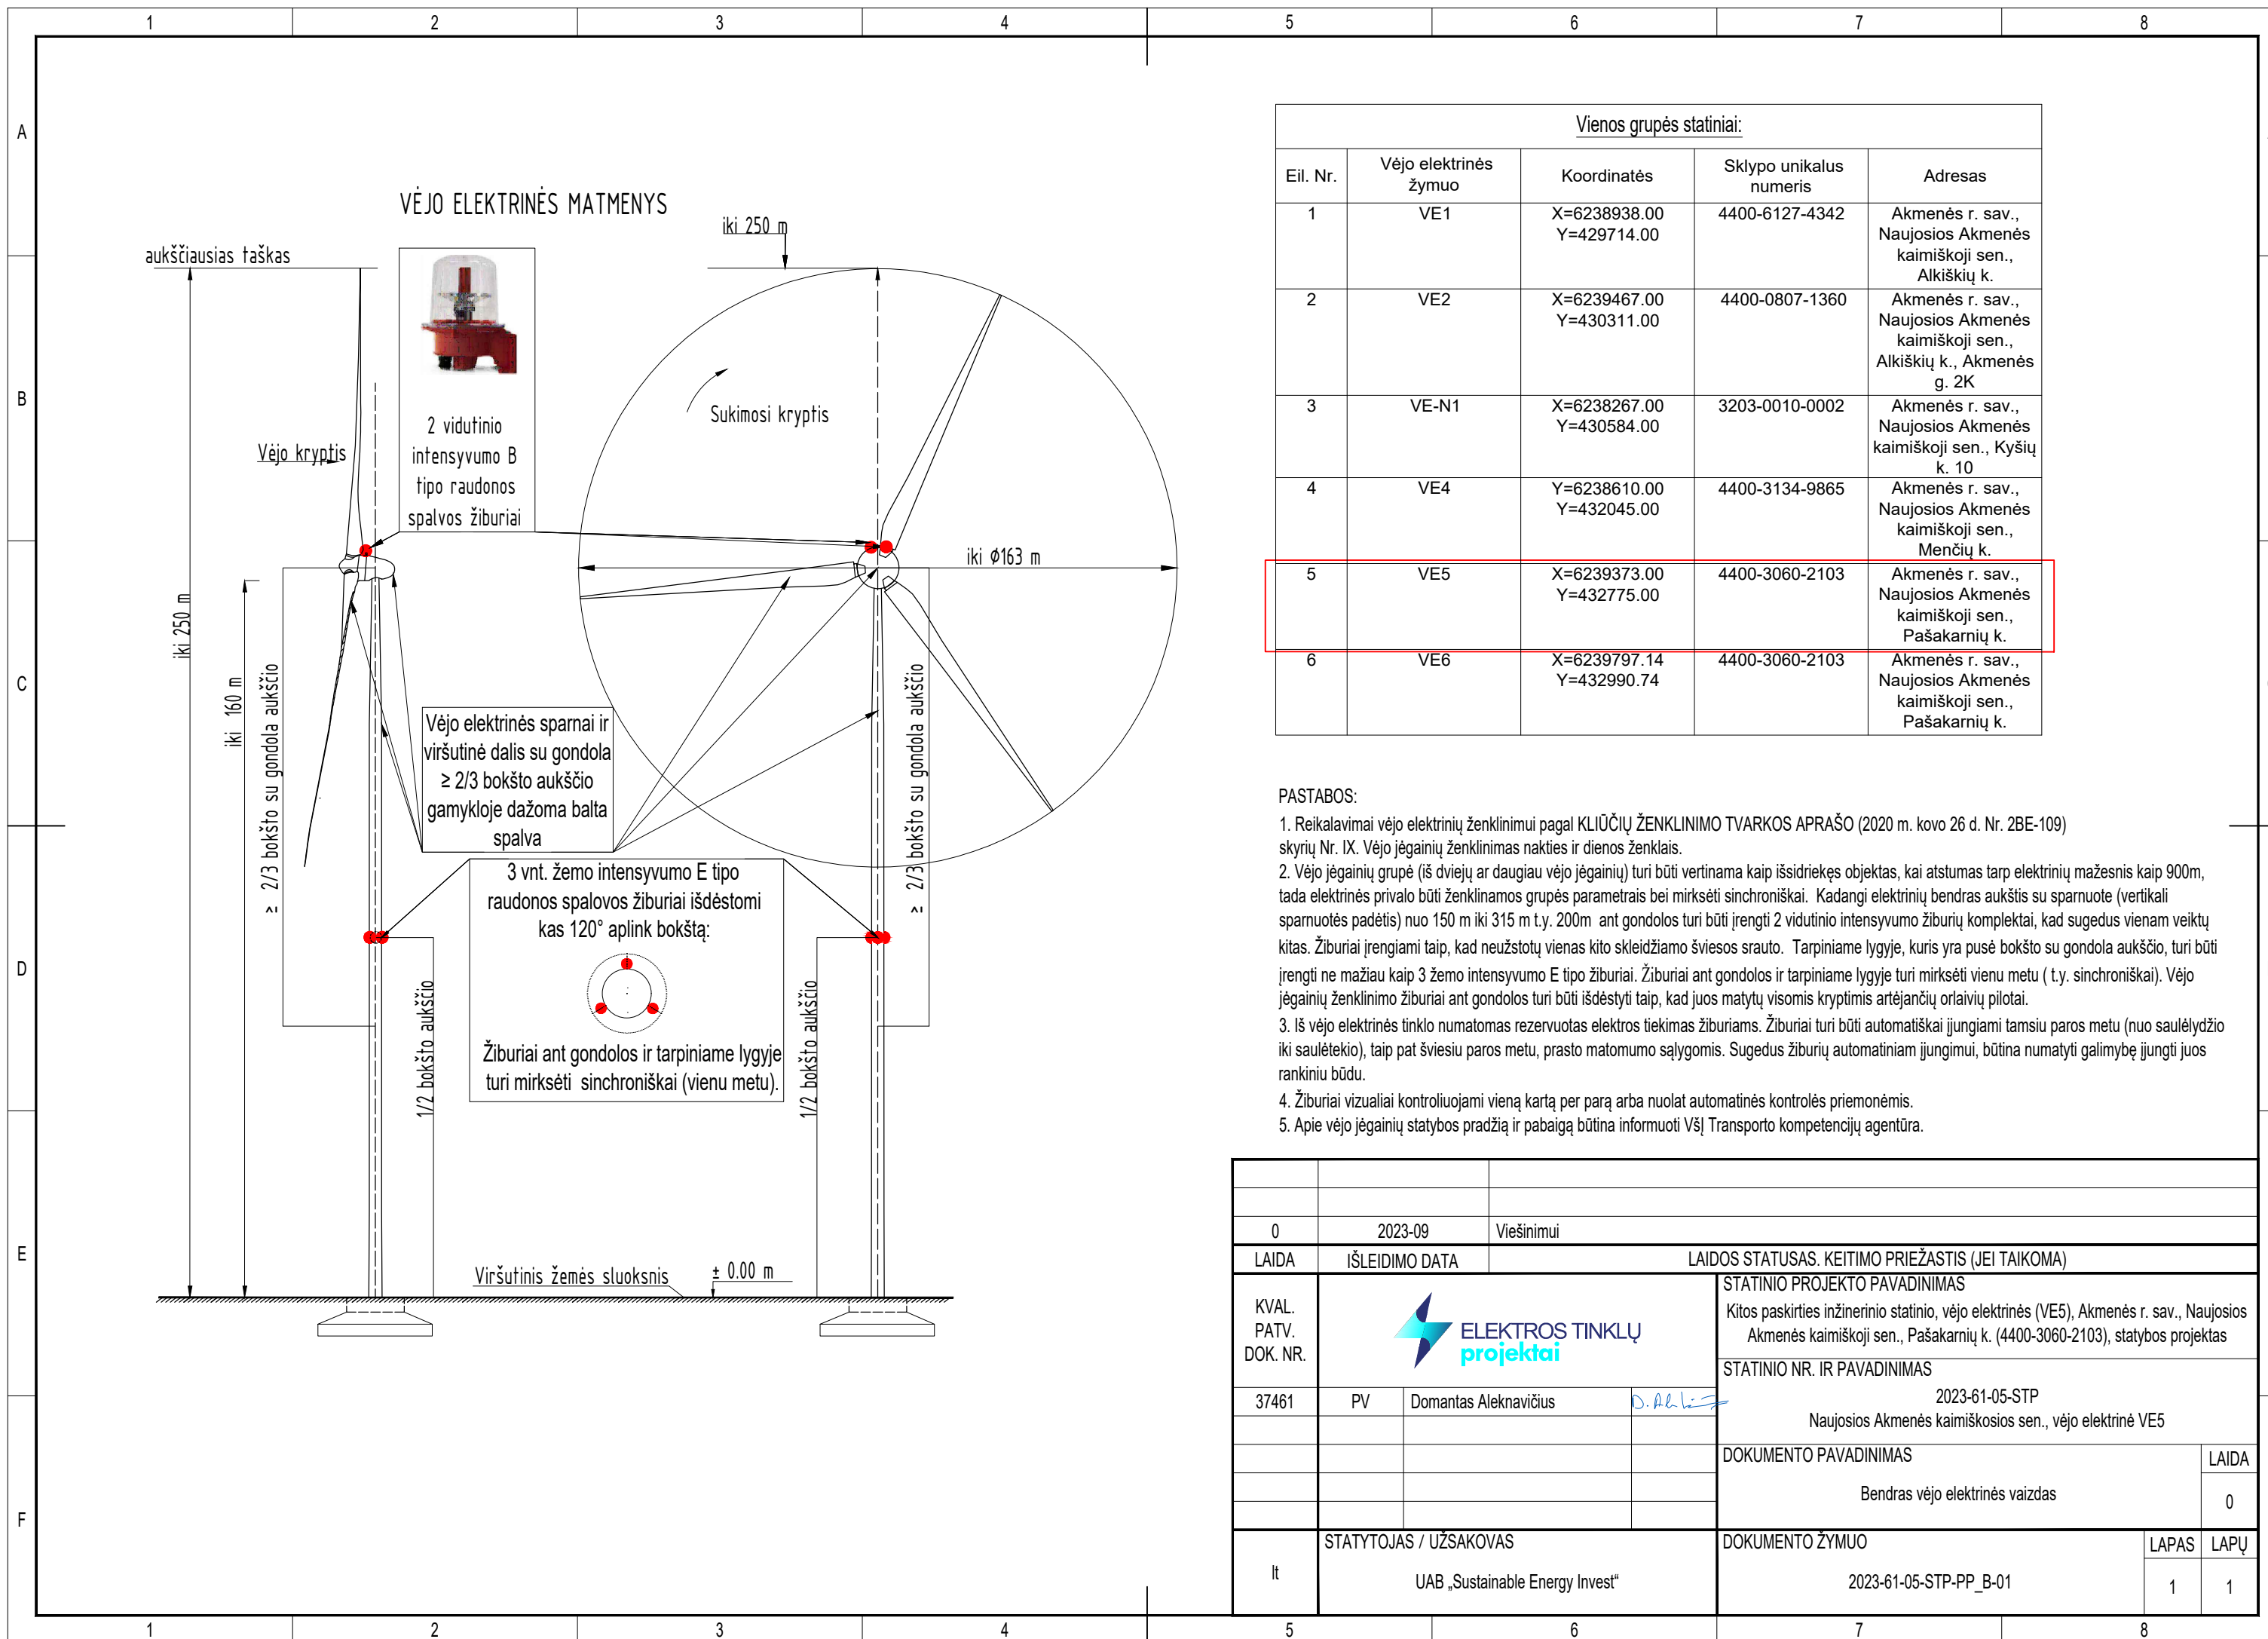 1 2 3 4 5 6 7 8
A
B
C
D
E
F
VĖJO ELEKTRINĖS MATMENYS
aukščiausias taškas
iki 250 m
2 vidutinio
intensyvumo B
tipo raudonos
spalvos žiburiai
Vėjo kryptis
Sukimosi kryptis
iki Ø163 m
iki 250 m
iki 160 m
≥ 2/3 bokšto su gondola aukščio
≥ 2/3 bokšto su gondola aukščio
Vėjo elektrinės sparnai ir
viršutinė dalis su gondola
≥ 2/3 bokšto aukščio
gamykloje dažoma balta
spalva
3 vnt. žemo intensyvumo E tipo
raudonos spalovos žiburiai išdėstomi
kas 120° aplink bokštą:
Žiburiai ant gondolos ir tarpiniame lygyje
turi mirksėti sinchroniškai (vienu metu).
1/2 bokšto aukščio
1/2 bokšto aukščio
Viršutinis žemės sluoksnis
± 0.00 m
Vienos grupės statiniai:
Eil. Nr. Vėjo elektrinės žymuo Koordinatės Sklypo unikalus numeris Adresas
1 VE1 X=6238938.00 4400-6127-4342 Akmenės r. sav.,
Y=429714.00 Naujosios Akmenės
kaimiškoji sen.,
Alkiškių k.
2 VE2 X=6239467.00 4400-0807-1360 Akmenės r. sav.,
Y=430311.00 Naujosios Akmenės
kaimiškoji sen.,
Alkiškių k., Akmenės
g. 2K
3 VE-N1 X=6238267.00 3203-0010-0002 Akmenės r. sav.,
Y=430584.00 Naujosios Akmenės
kaimiškoji sen., Kyšių
k. 10
4 VE4 Y=6238610.00 4400-3134-9865 Akmenės r. sav.,
Y=432045.00 Naujosios Akmenės
kaimiškoji sen.,
Menčių k.
5 VE5 X=6239373.00 4400-3060-2103 Akmenės r. sav.,
Y=432775.00 Naujosios Akmenės
kaimiškoji sen.,
Pašakarnių k.
6 VE6 X=6239797.14 4400-3060-2103 Akmenės r. sav.,
Y=432990.74 Naujosios Akmenės
kaimiškoji sen.,
Pašakarnių k.
PASTABOS:
1. Reikalavimai vėjo elektrinių ženklinimui pagal KLIŪČIŲ ŽENKLINIMO TVARKOS APRAŠO (2020 m. kovo 26 d. Nr. 2BE-109)
skyrių Nr. IX. Vėjo jėgainių ženklinimas nakties ir dienos ženklais.
2. Vėjo jėgainių grupė (iš dviejų ar daugiau vėjo jėgainių) turi būti vertinama kaip išsidriekęs objektas, kai atstumas tarp elektrinių mažesnis kaip 900m,
tada elektrinės privalo būti ženklinamos grupės parametrais bei mirksėti sinchroniškai. Kadangi elektrinių bendras aukštis su sparnuote (vertikali
sparnuotės padėtis) nuo 150 m iki 315 m t.y. 200m ant gondolos turi būti įrengti 2 vidutinio intensyvumo žiburių komplektai, kad sugedus vienam veiktų
kitas. Žiburiai įrengiami taip, kad neužstotų vienas kito skleidžiamo šviesos srauto. Tarpiniame lygyje, kuris yra pusė bokšto su gondola aukščio, turi būti
įrengti ne mažiau kaip 3 žemo intensyvumo E tipo žiburiai. Žiburiai ant gondolos ir tarpiniame lygyje turi mirksėti vienu metu ( t.y. sinchroniškai). Vėjo
jėgainių ženklinimo žiburiai ant gondolos turi būti išdėstyti taip, kad juos matytų visomis kryptimis artėjančių orlaivių pilotai.
3. Iš vėjo elektrinės tinklo numatomas rezervuotas elektros tiekimas žiburiams. Žiburiai turi būti automatiškai įjungiami tamsiu paros metu (nuo saulėlydžio
iki saulėtekio), taip pat šviesiu paros metu, prasto matomumo sąlygomis. Sugedus žiburių automatiniam įjungimui, būtina numatyti galimybę įjungti juos
rankiniu būdu.
4. Žiburiai vizualiai kontroliuojami vieną kartą per parą arba nuolat automatinės kontrolės priemonėmis.
5. Apie vėjo jėgainių statybos pradžią ir pabaigą būtina informuoti VšĮ Transporto kompetencijų agentūra.
0 2023-09 Viešinimui
LAIDA IŠLEIDIMO DATA LAIDOS STATUSAS. KEITIMO PRIEŽASTIS (JEI TAIKOMA)
KVAL.
PATV.
DOK. NR.
ELEKTROS TINKLŲ
projektai
STATINIO PROJEKTO PAVADINIMAS
Kitos paskirties inžinerinio statinio, vėjo elektrinės (VE5), Akmenės r. sav., Naujosios
Akmenės kaimiškoji sen., Pašakarnių k. (4400-3060-2103), statybos projektas
STATINIO NR. IR PAVADINIMAS
2023-61-05-STP
Naujosios Akmenės kaimiškosios sen., vėjo elektrinė VE5
37461 PV Domantas Aleknavičius
DOKUMENTO PAVADINIMAS LAIDA
Bendras vėjo elektrinės vaizdas 0
lt
STATYTOJAS / UŽSAKOVAS
UAB „Sustainable Energy Invest“
DOKUMENTO ŽYMUO LAPAS LAPŲ
2023-61-05-STP-PP_B-01 1 1
1 2 3 4 5 6 7 8